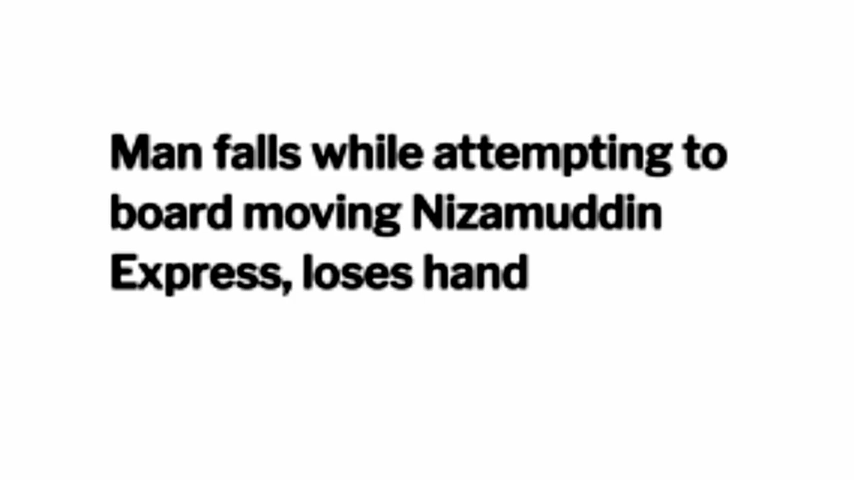 Man falls while attempting to
board moving Nizamuddin
Express, loses hand